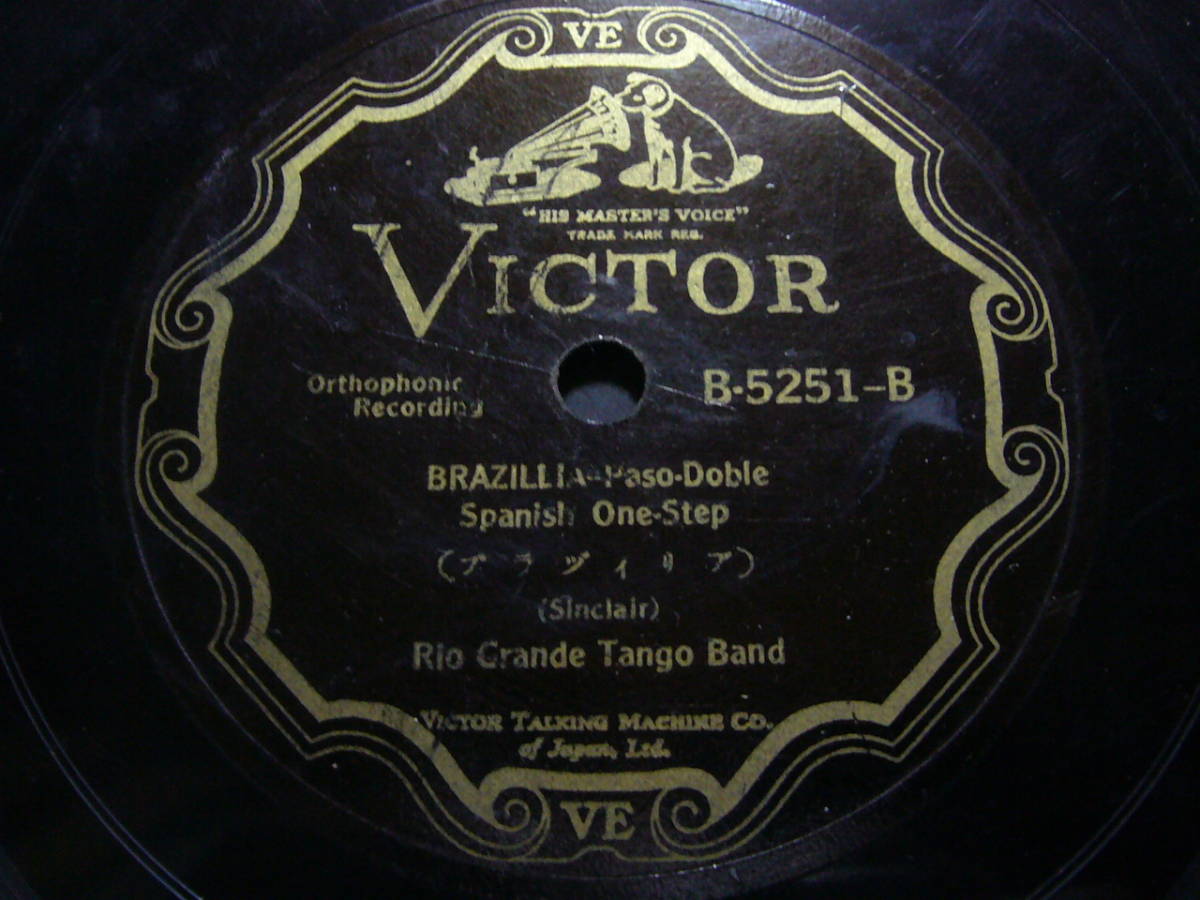 VE
"HIS MASTER'S VOICE"
TRADE MARK REG.
VICTOR
Orthophonic
Recording
B-5251-B
BRAZILLIA-Paso-Doble
Spanish One-Step
(ブラヅィリア)
(Sinclair)
Rio Grande Tango Band
VICTOR TALKING MACHINE CO.
of Japan, Ltd.
VE